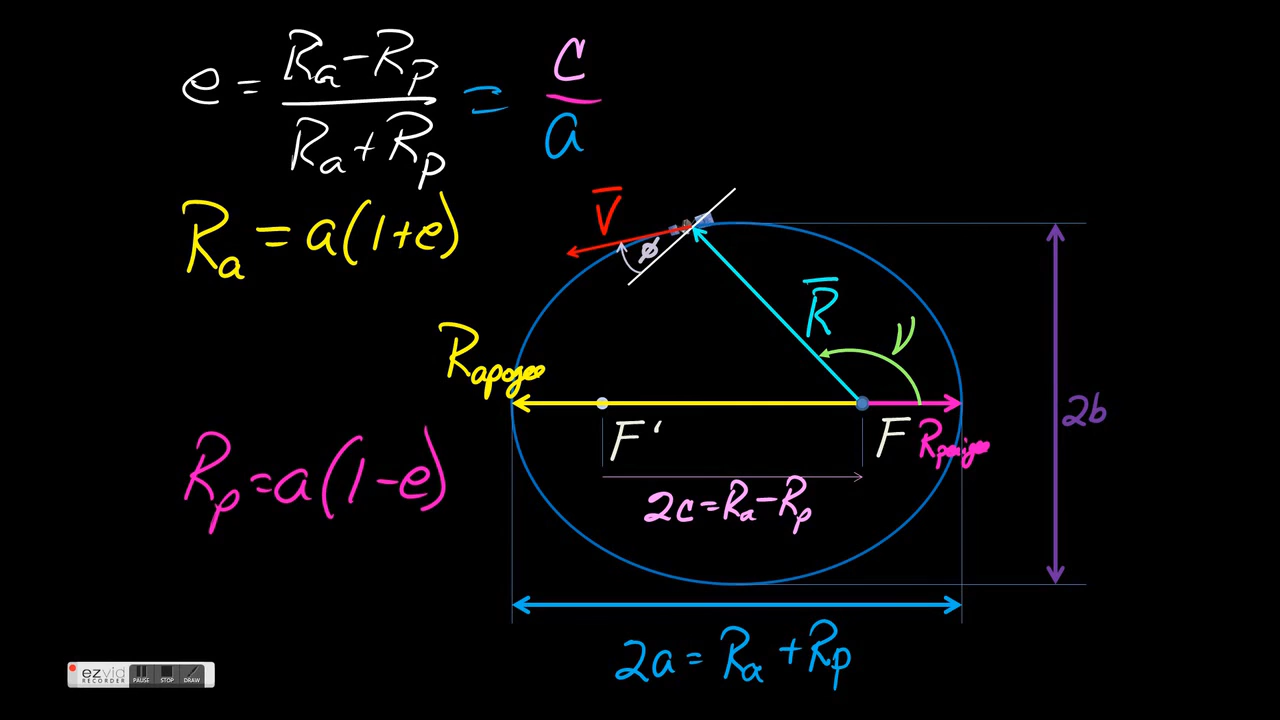 e = (Ra - Rp) / (Ra + Rp) = c / a
Ra = a(1+e)
V̄
ϕ
R̄
ν
Rapogee
F'
F
Rperigee
2b
Rp = a(1-e)
2c = Ra - Rp
2a = Ra + Rp
ezvid
RECORDER
PAUSE
STOP
DRAW